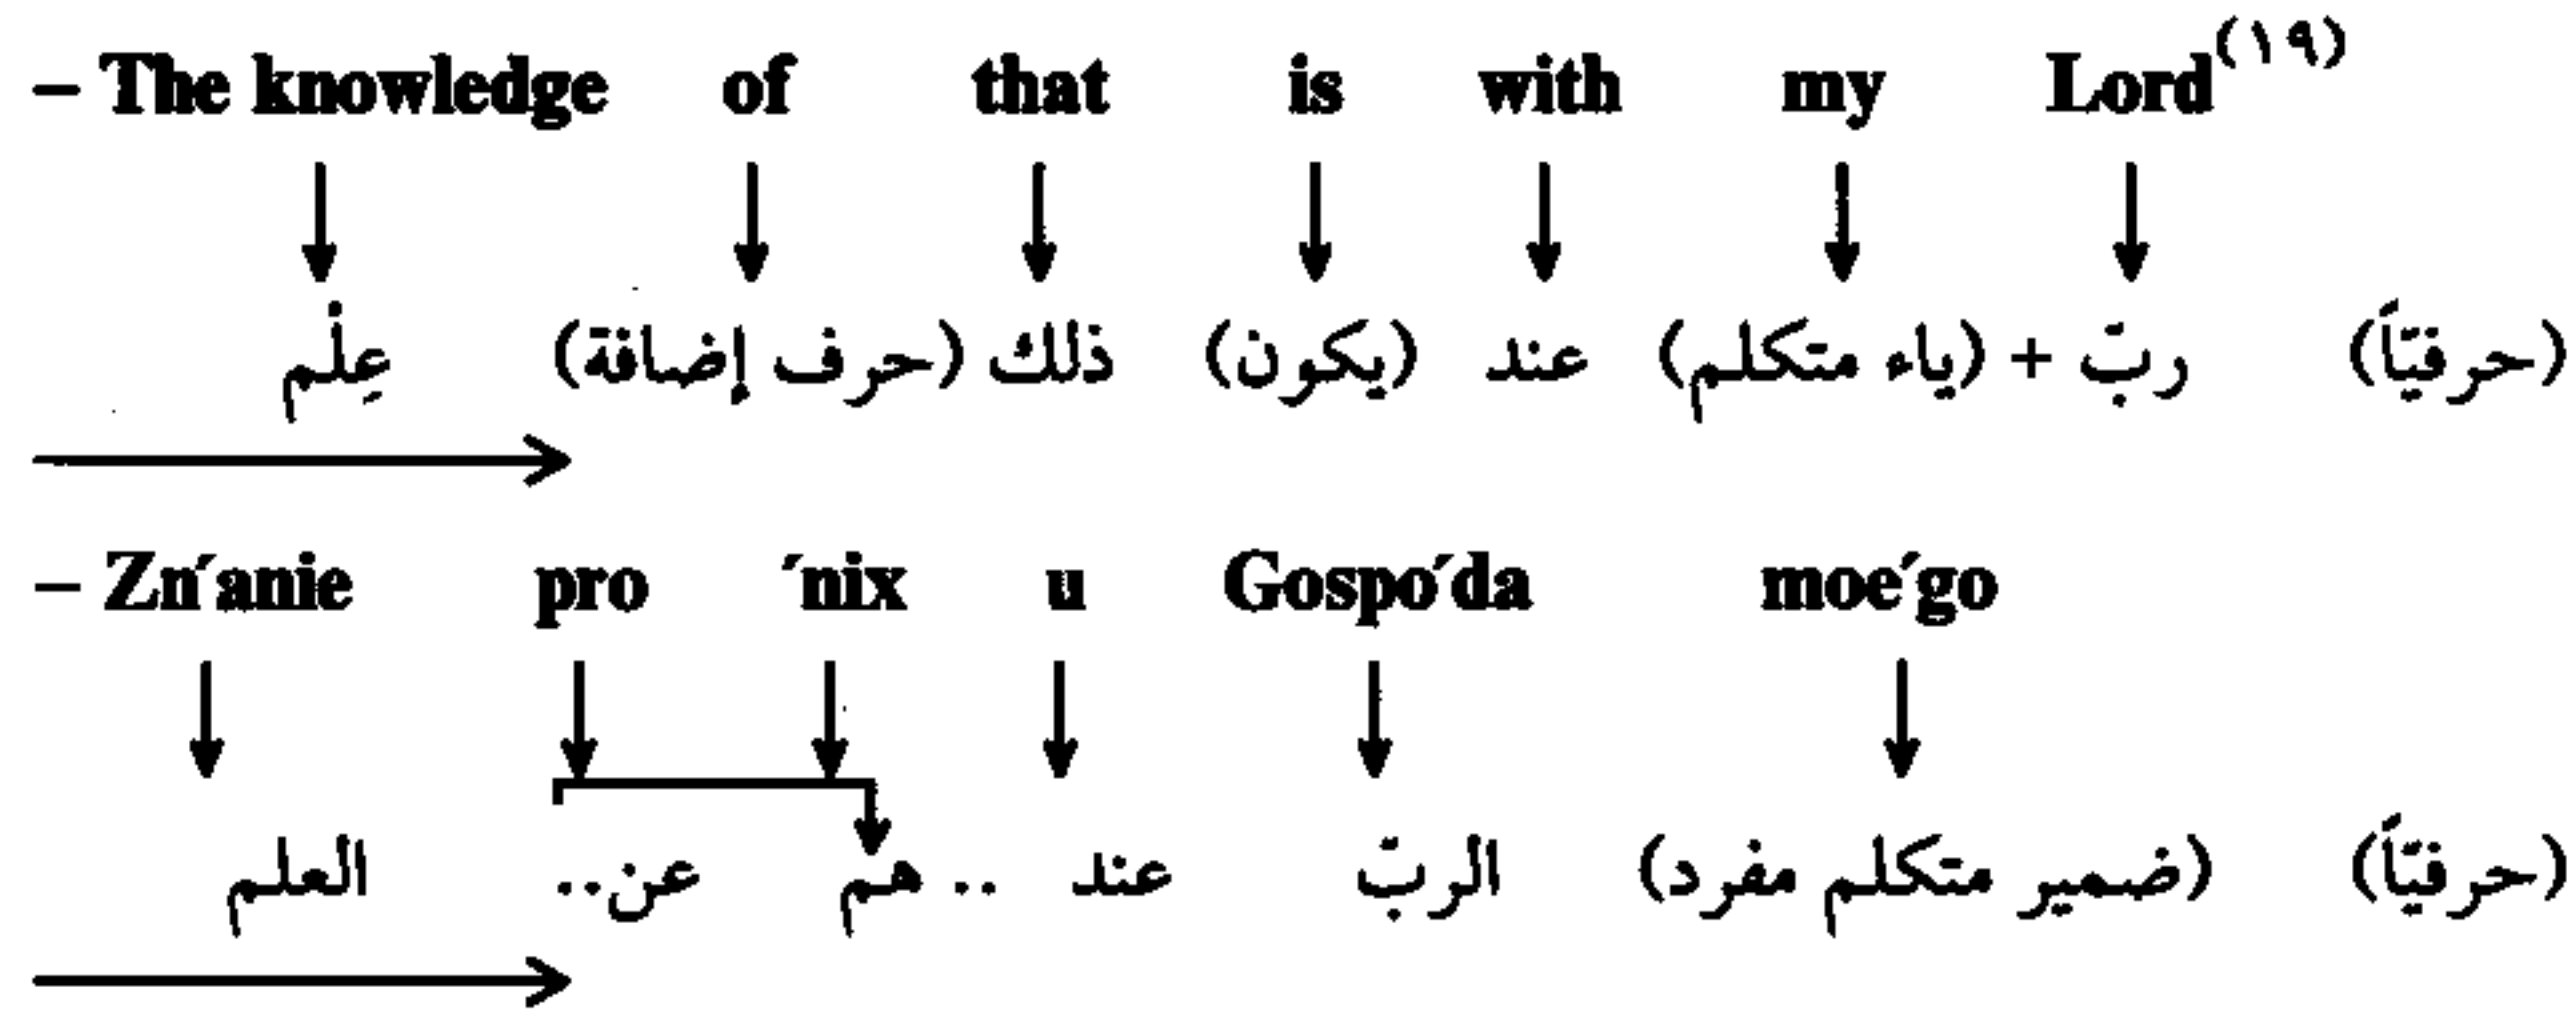 – The knowledge of that is with my Lord(١٩)
عِلْم (حرف إضافة) ذلك (يكون) عند (ياء متكلم) + ربّ (حرفيّاً)
– Zn´anie pro ´nix u Gospo´da moe´go
العلم عن.. .. هم عند الربّ (ضمير متكلم مفرد) (حرفيّاً)